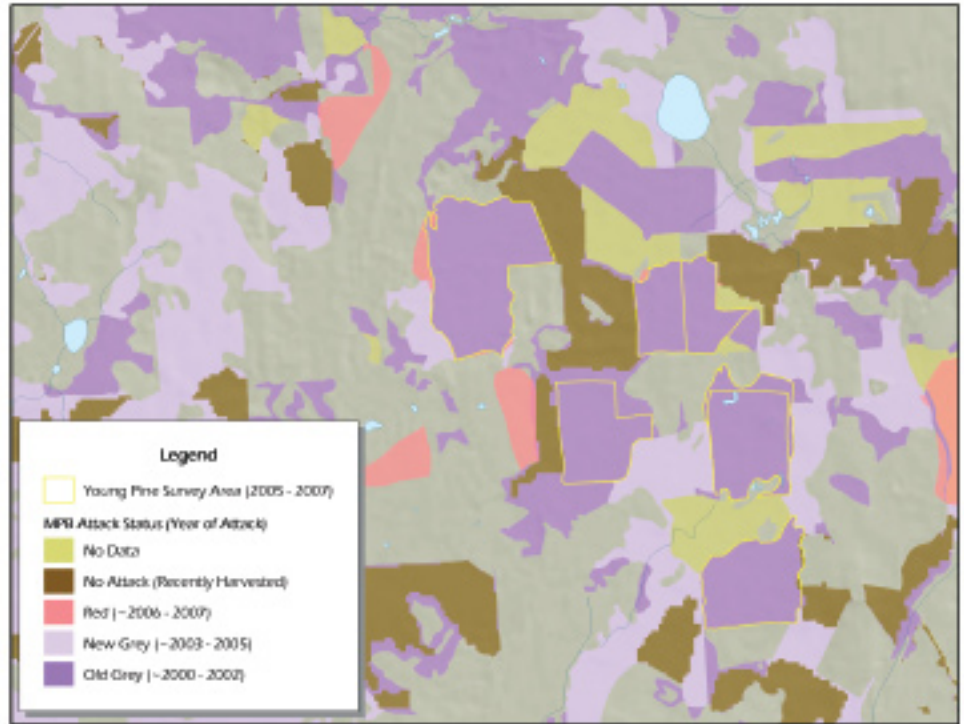 Legend
Young Pine Survey Area (2005 - 2007)
MPB Attack Status (Year of Attack)
No Data
No Attack (Recently Harvested)
Red (~2006 - 2007)
New Grey (~2003 - 2005)
Old Grey (~2000 - 2002)